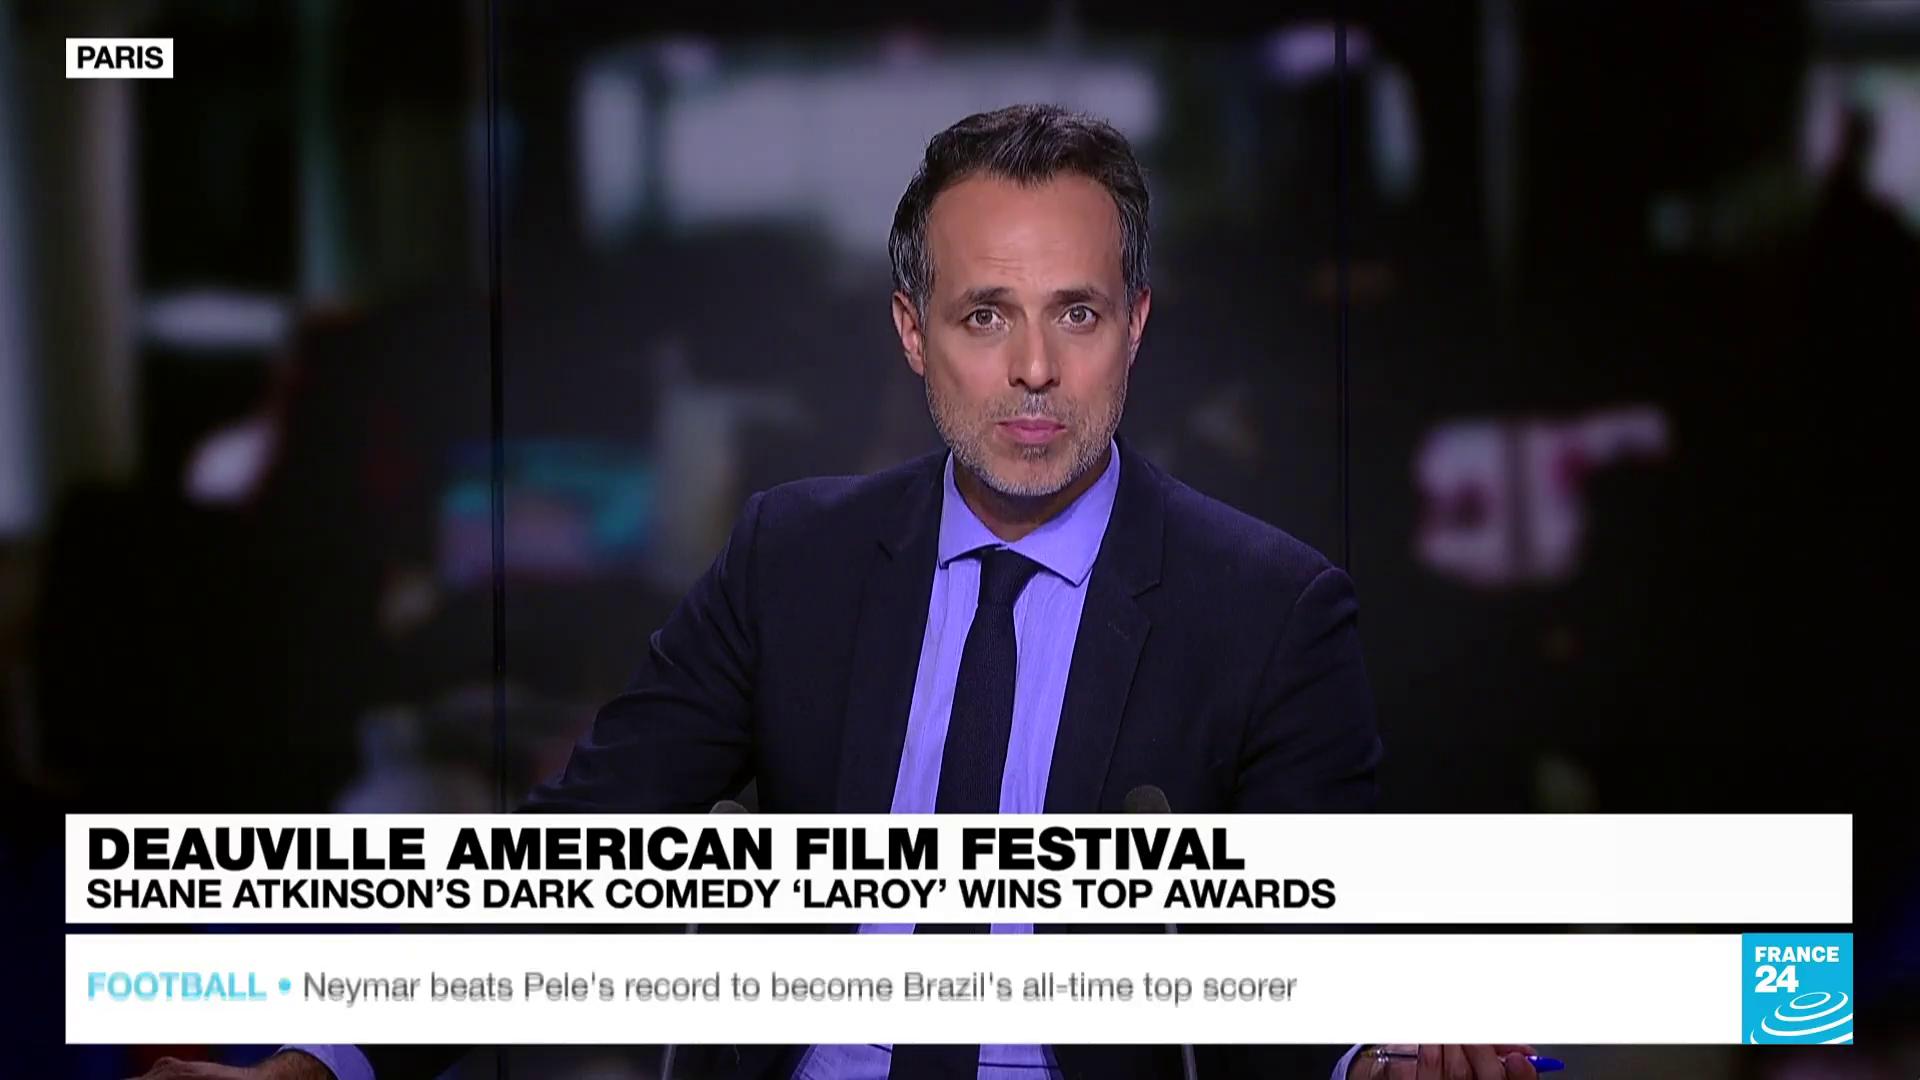 PARIS
DEAUVILLE AMERICAN FILM FESTIVAL
SHANE ATKINSON’S DARK COMEDY ‘LAROY’ WINS TOP AWARDS
FOOTBALL • Neymar beats Pele's record to become Brazil's all-time top scorer
FRANCE
24